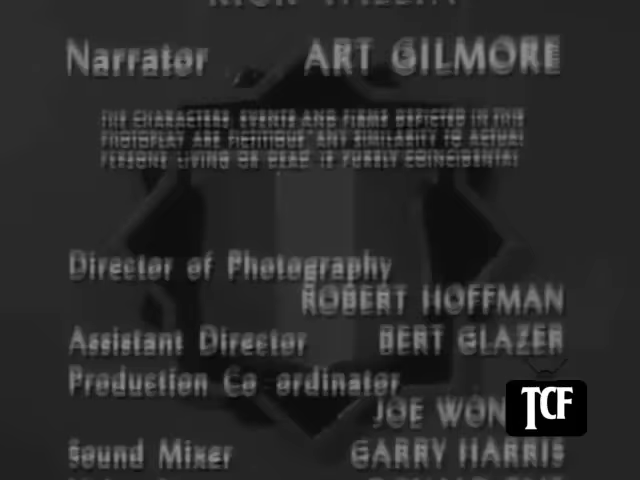 Narrator ART GILMORE
THE CHARACTERS, EVENTS AND FIRMS DEPICTED IN THIS
PHOTOPLAY ARE FICTITIOUS, ANY SIMILARITY TO ACTUAL
PERSONS LIVING OR DEAD, IS PURELY COINCIDENTAL
Director of Photography
ROBERT HOFFMAN
Assistant Director BERT GLAZER
Production Co ordinator
JOE WON
TCF
Sound Mixer GARRY HARRIS